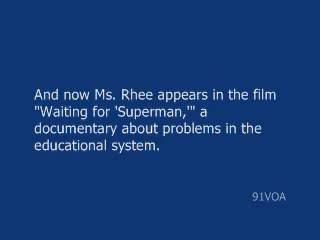 And now Ms. Rhee appears in the film
"Waiting for 'Superman,'" a
documentary about problems in the
educational system.
91VOA